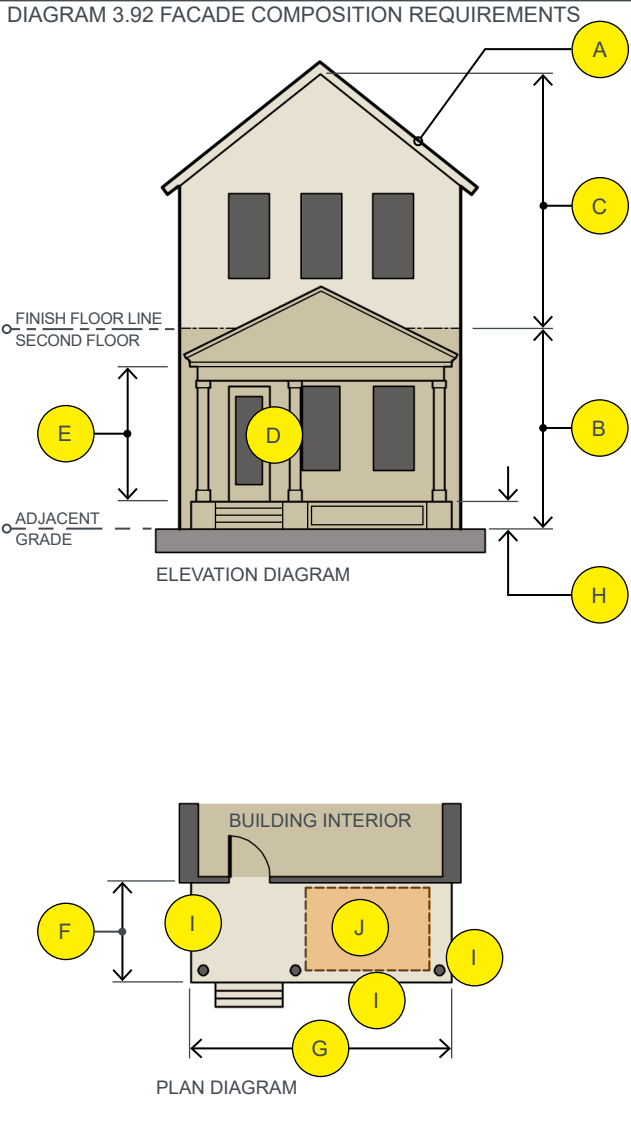 DIAGRAM 3.92 FACADE COMPOSITION REQUIREMENTS
A
C
FINISH FLOOR LINE
SECOND FLOOR
E
D
B
ADJACENT
GRADE
ELEVATION DIAGRAM
H
BUILDING INTERIOR
F
I
J
I
I
G
PLAN DIAGRAM